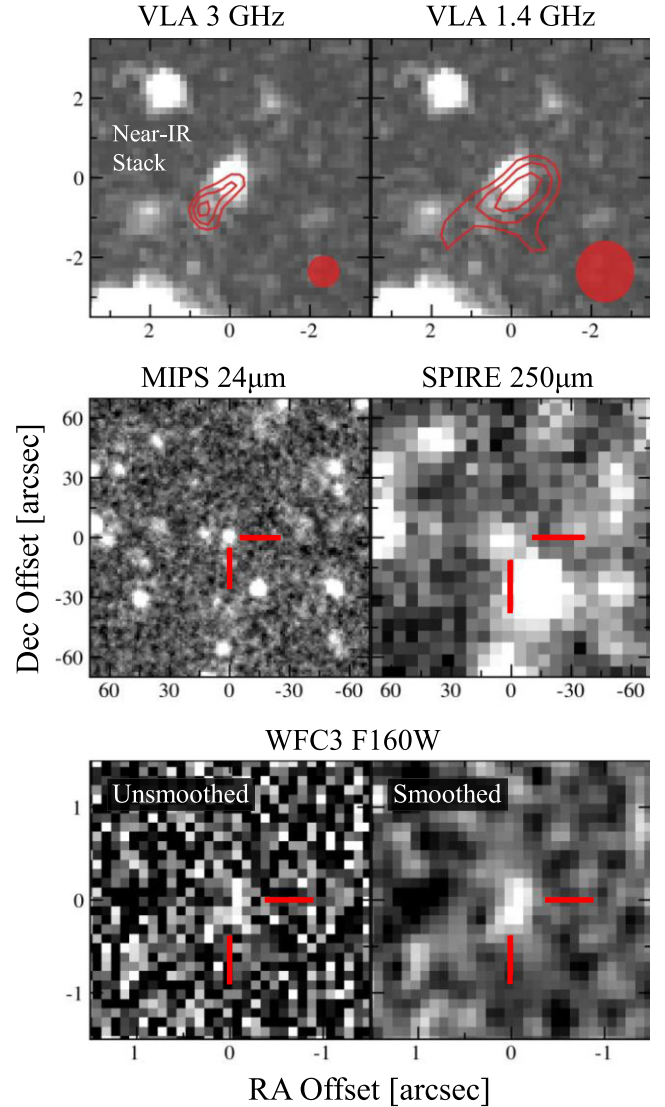 VLA 3 GHz VLA 1.4 GHz
2
Near-IR
Stack
0
-2
2 0 -2 2 0 -2
MIPS 24μm SPIRE 250μm
60
30
0
-30
-60
60 30 0 -30 -60 60 30 0 -30 -60
Dec Offset [arcsec]
WFC3 F160W
Unsmoothed Smoothed
1
0
-1
1 0 -1 1 0 -1
RA Offset [arcsec]